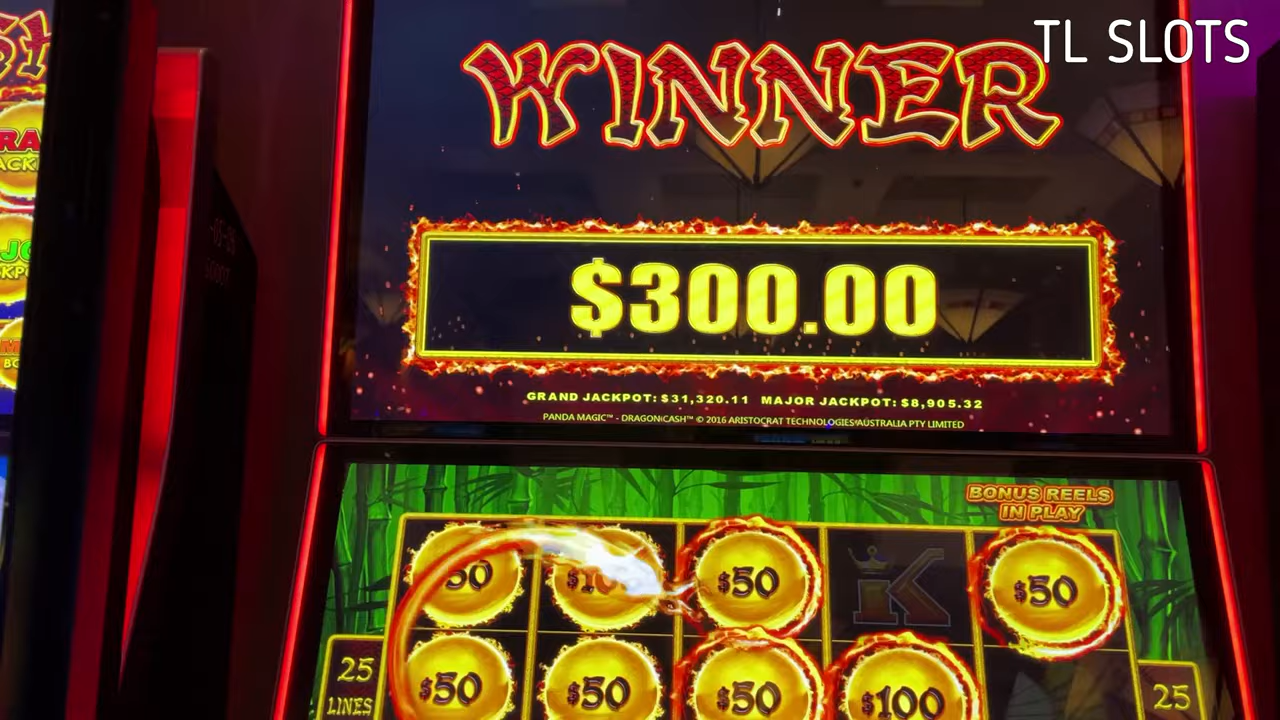 TL SLOTS
WINNER
$300.00
GRAND JACKPOT: $31,320.11 MAJOR JACKPOT: $8,905.32
PANDA MAGIC™ - DRAGON CASH™ © 2016 ARISTOCRAT TECHNOLOGIES AUSTRALIA PTY LIMITED
BONUS REELS
IN PLAY
$50 K $50
$50 $50 $50 $100
25
LINES
25